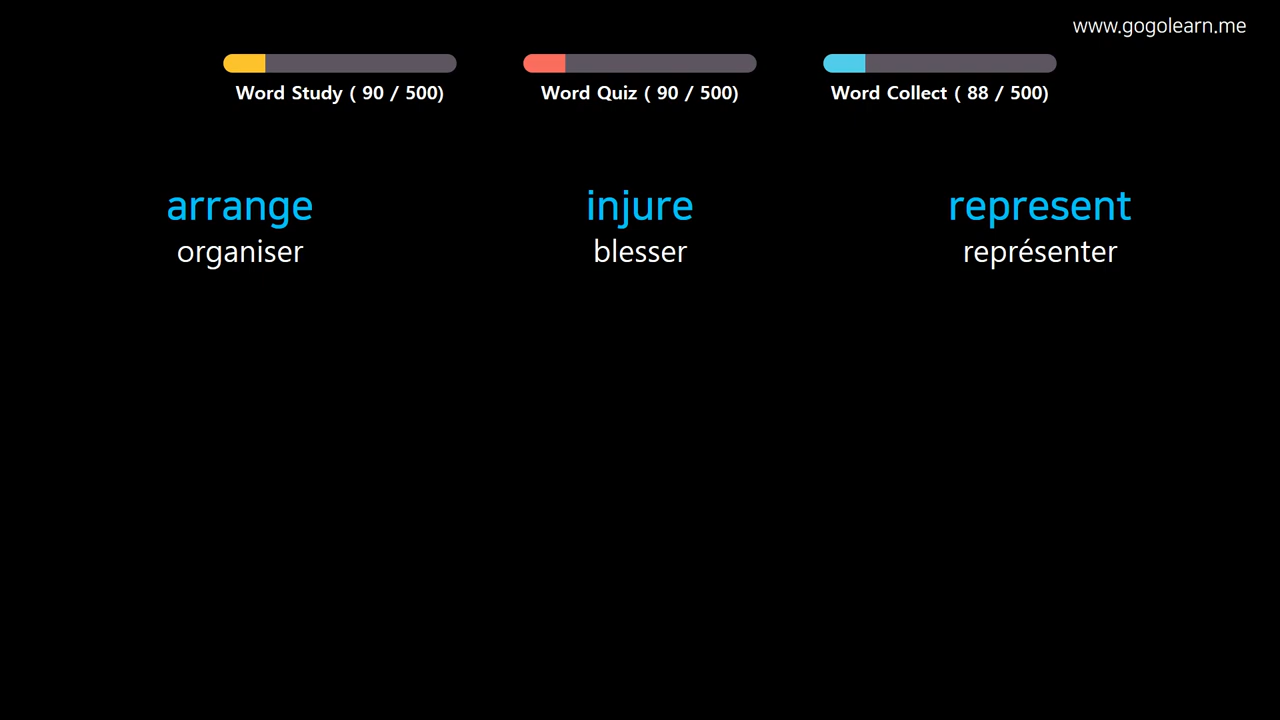 www.gogolearn.me
Word Study ( 90 / 500) Word Quiz ( 90 / 500) Word Collect ( 88 / 500)
arrange injure represent
organiser blesser représenter